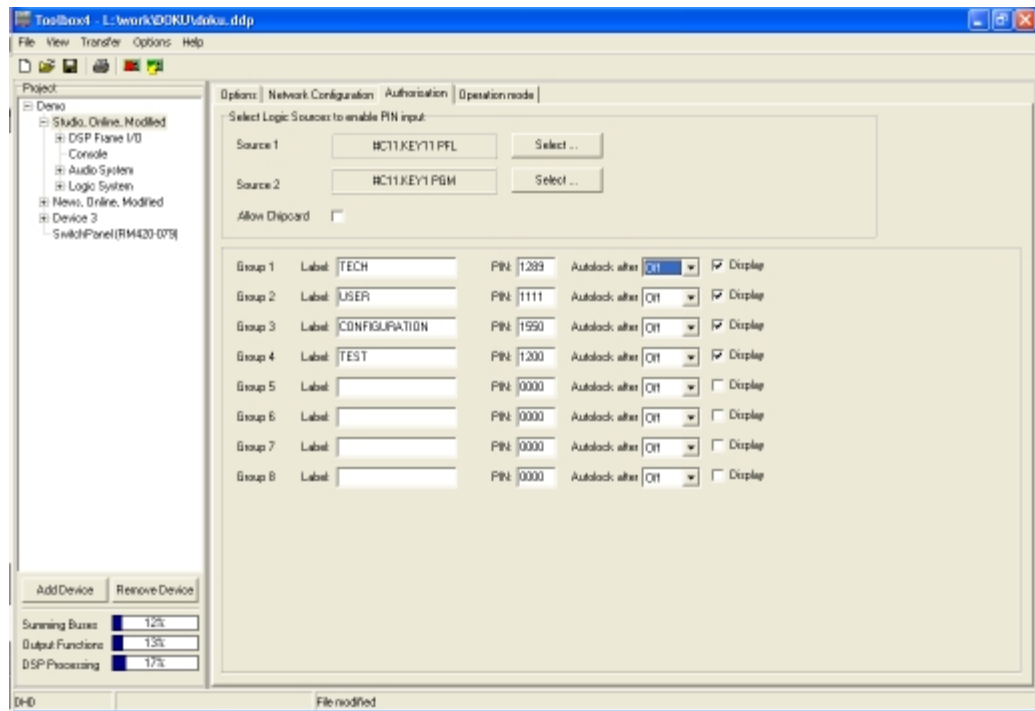 Toolbox4 - L:\work\DOKU\doku.ddp
File View Transfer Options Help
Project
Demo
Studio, Online, Modified
DSP Frame I/O
Console
Audio System
Logic System
News, Online, Modified
Device 3
SwitchPanel (RM420-079)
Add Device Remove Device
Summing Buses 12%
Output Functions 13%
DSP Processing 17%
Options Network Configuration Authorisation Operation mode
Select Logic Sources to enable PIN input
Source 1 #C11.KEY11 PFL Select ...
Source 2 #C11.KEY1 PGM Select ...
Allow Chipcard
Group 1 Label: TECH PIN: 1289 Autolock after Off Display
Group 2 Label: USER PIN: 1111 Autolock after Off Display
Group 3 Label: CONFIGURATION PIN: 1550 Autolock after Off Display
Group 4 Label: TEST PIN: 1200 Autolock after Off Display
Group 5 Label: PIN: 0000 Autolock after Off Display
Group 6 Label: PIN: 0000 Autolock after Off Display
Group 7 Label: PIN: 0000 Autolock after Off Display
Group 8 Label: PIN: 0000 Autolock after Off Display
DHD File modified